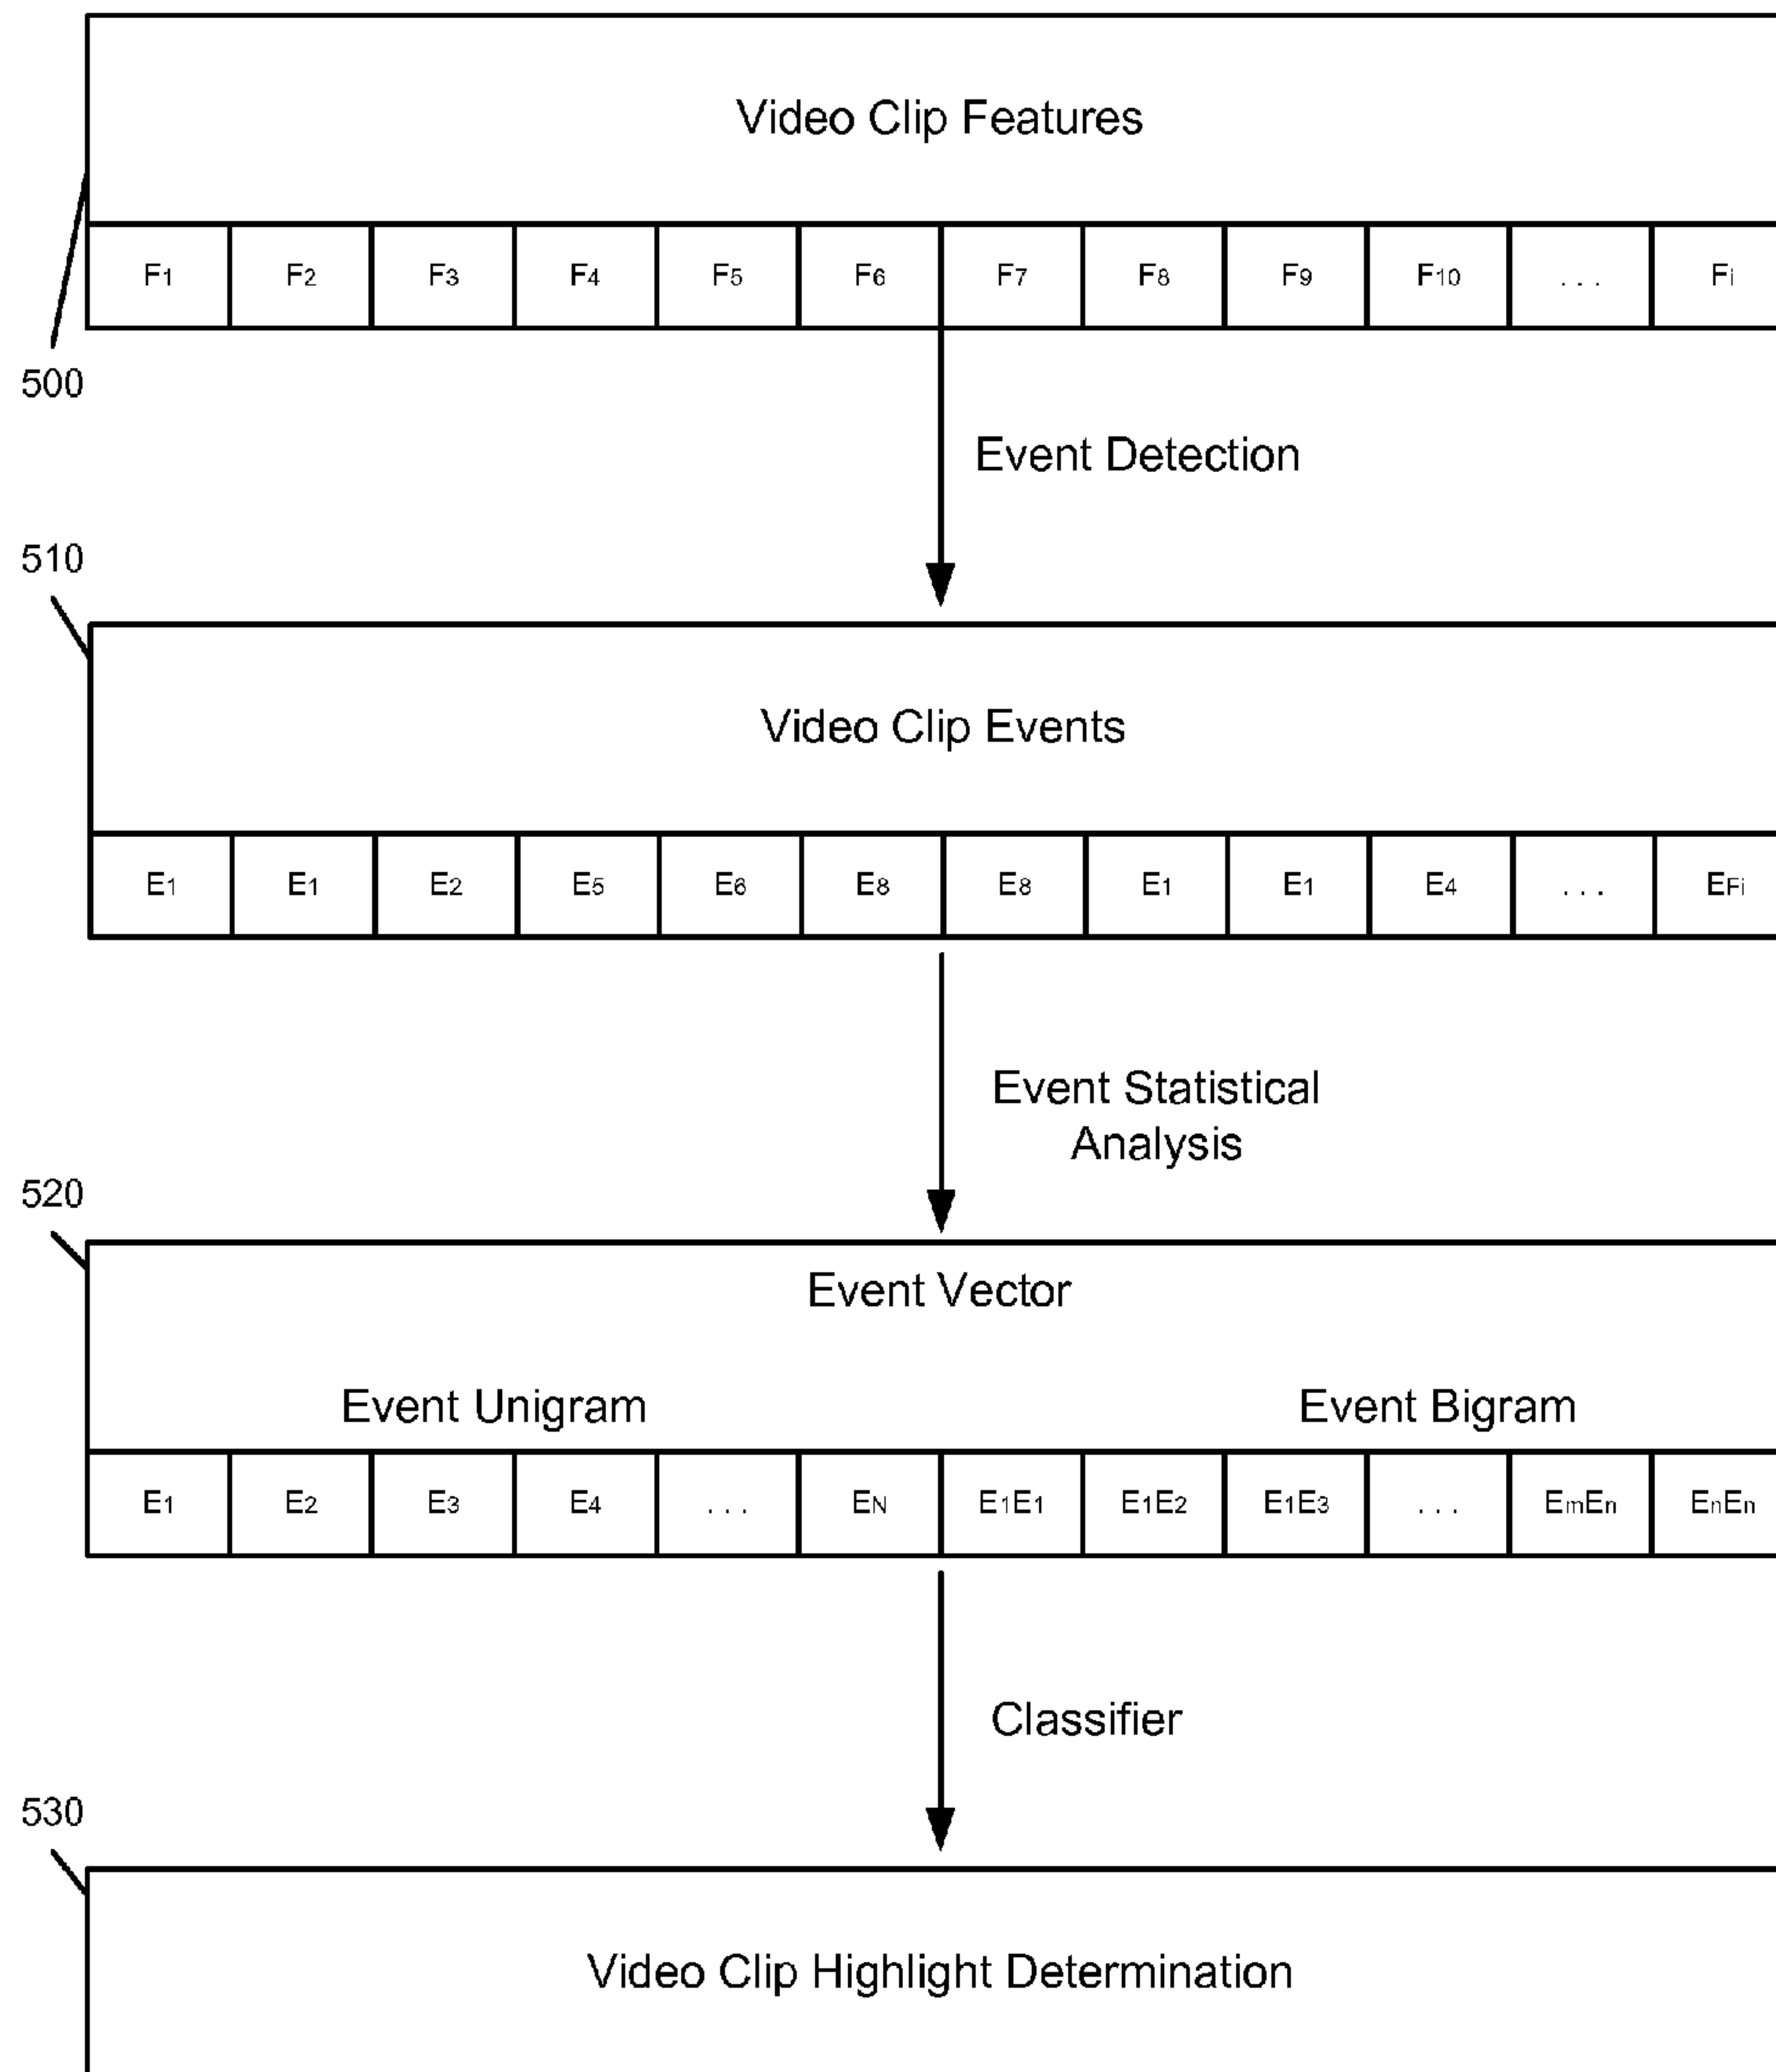 Video Clip Features
F1 F2 F3 F4 F5 F6 F7 F8 F9 F10 . . . Fi
500
Event Detection
510
Video Clip Events
E1 E1 E2 E5 E6 E8 E8 E1 E1 E4 . . . EFi
Event Statistical
Analysis
520
Event Vector
Event Unigram Event Bigram
E1 E2 E3 E4 . . . EN E1E1 E1E2 E1E3 . . . EmEn EnEn
Classifier
530
Video Clip Highlight Determination